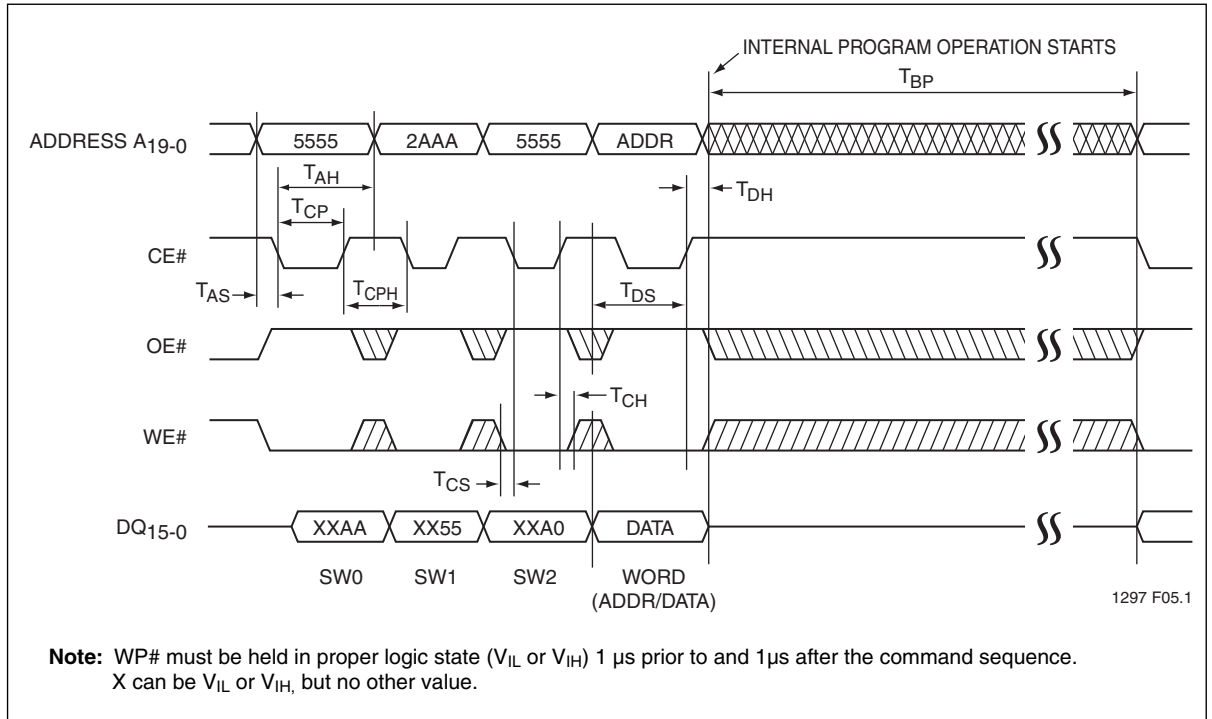 INTERNAL PROGRAM OPERATION STARTS
TBP
ADDRESS A19-0
5555
2AAA
5555
ADDR
TAH
TDH
TCP
CE#
TAS
TCPH
TDS
OE#
TCH
WE#
TCS
DQ15-0
XXAA
XX55
XXA0
DATA
SW0
SW1
SW2
WORD
(ADDR/DATA)
1297 F05.1
Note: WP# must be held in proper logic state (VIL or VIH) 1 µs prior to and 1µs after the command sequence.
X can be VIL or VIH, but no other value.